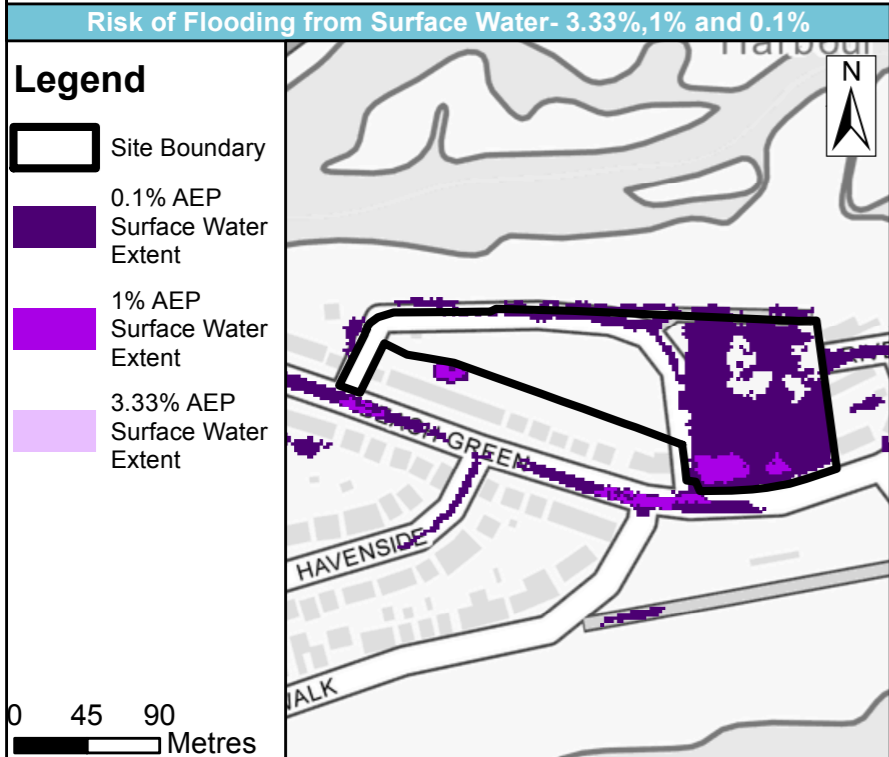 Risk of Flooding from Surface Water- 3.33%,1% and 0.1%
Legend
Site Boundary
0.1% AEP
Surface Water
Extent
1% AEP
Surface Water
Extent
3.33% AEP
Surface Water
Extent
0 45 90
Metres
Harbour
N
GREEN
HAVENSIDE
WALK